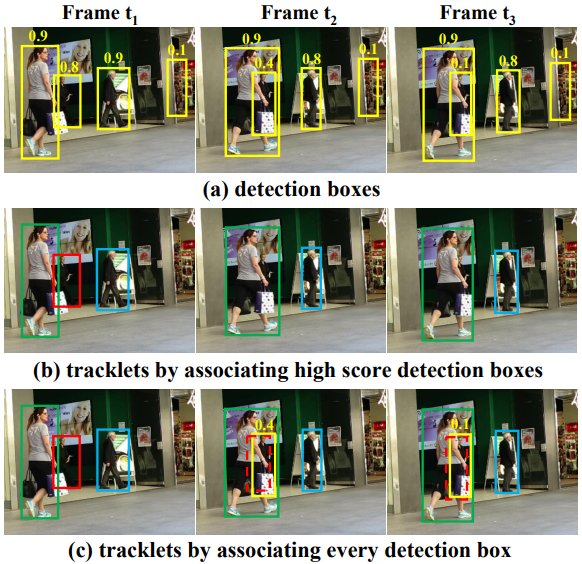 Frame t1 Frame t2 Frame t3
0.9 0.8 0.9 0.1 0.9 0.4 0.8 0.1 0.9 0.1 0.8 0.1
(a) detection boxes
(b) tracklets by associating high score detection boxes
0.4 0.1
(c) tracklets by associating every detection box